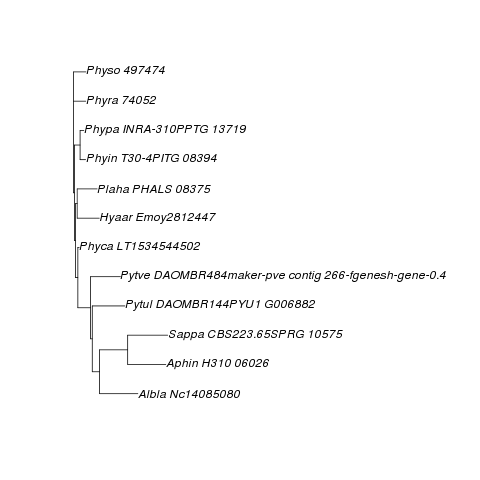 Physo 497474
Phyra 74052
Phypa INRA-310PPTG 13719
Phyin T30-4PITG 08394
Plaha PHALS 08375
Hyaar Emoy2812447
Phyca LT1534544502
Pytve DAOMBR484maker-pve contig 266-fgenesh-gene-0.4
Pytul DAOMBR144PYU1 G006882
Sappa CBS223.65SPRG 10575
Aphin H310 06026
Albla Nc14085080